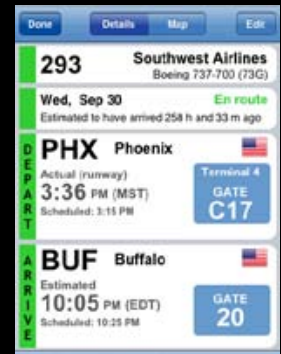 Done Details Map Edit
293 Southwest Airlines
Boeing 737-700 (73G)
Wed, Sep 30 En route
Estimated to have arrived 258 h and 33 m ago
DEPART
PHX Phoenix
Actual (runway)
3:36 PM (MST)
Scheduled: 3:15 PM
Terminal 4
GATE
C17
ARRIVE
BUF Buffalo
Estimated
10:05 PM (EDT)
Scheduled: 10:25 PM
GATE
20